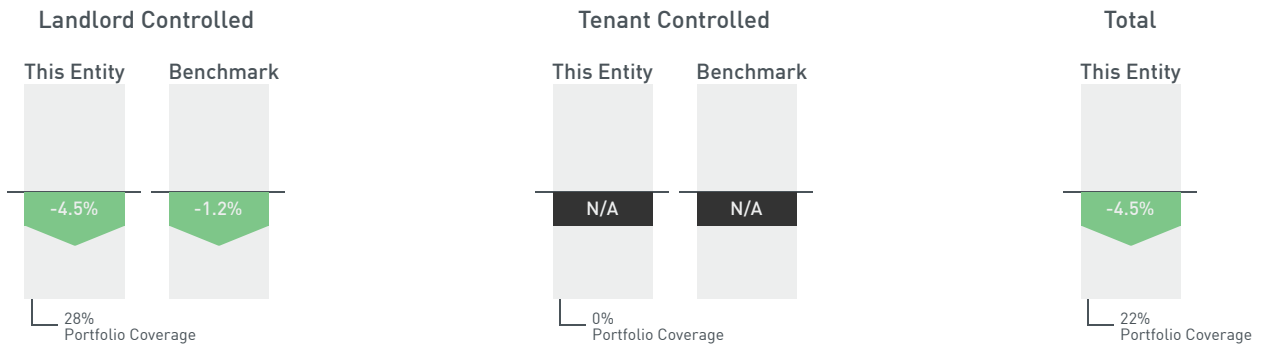 Landlord Controlled
This Entity
Benchmark
-4.5%
-1.2%
28%
Portfolio Coverage
Tenant Controlled
This Entity
Benchmark
N/A
N/A
0%
Portfolio Coverage
Total
This Entity
-4.5%
22%
Portfolio Coverage